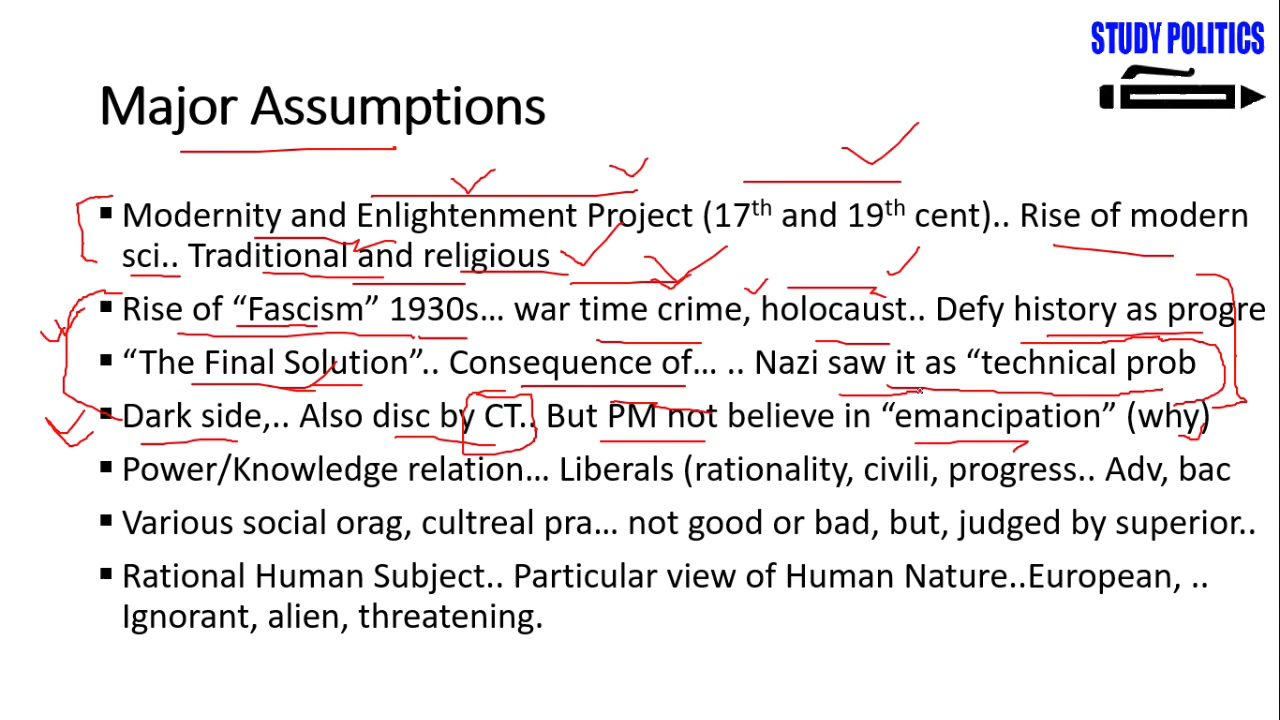 STUDY POLITICS
Major Assumptions
▪ Modernity and Enlightenment Project (17th and 19th cent).. Rise of modern
sci.. Traditional and religious
▪ Rise of “Fascism” 1930s… war time crime, holocaust.. Defy history as progre
▪ “The Final Solution”.. Consequence of… .. Nazi saw it as “technical prob
▪ Dark side,.. Also disc by CT.. But PM not believe in “emancipation” (why)
▪ Power/Knowledge relation… Liberals (rationality, civili, progress.. Adv, bac
▪ Various social orag, cultreal pra… not good or bad, but, judged by superior..
▪ Rational Human Subject.. Particular view of Human Nature..European, ..
Ignorant, alien, threatening.